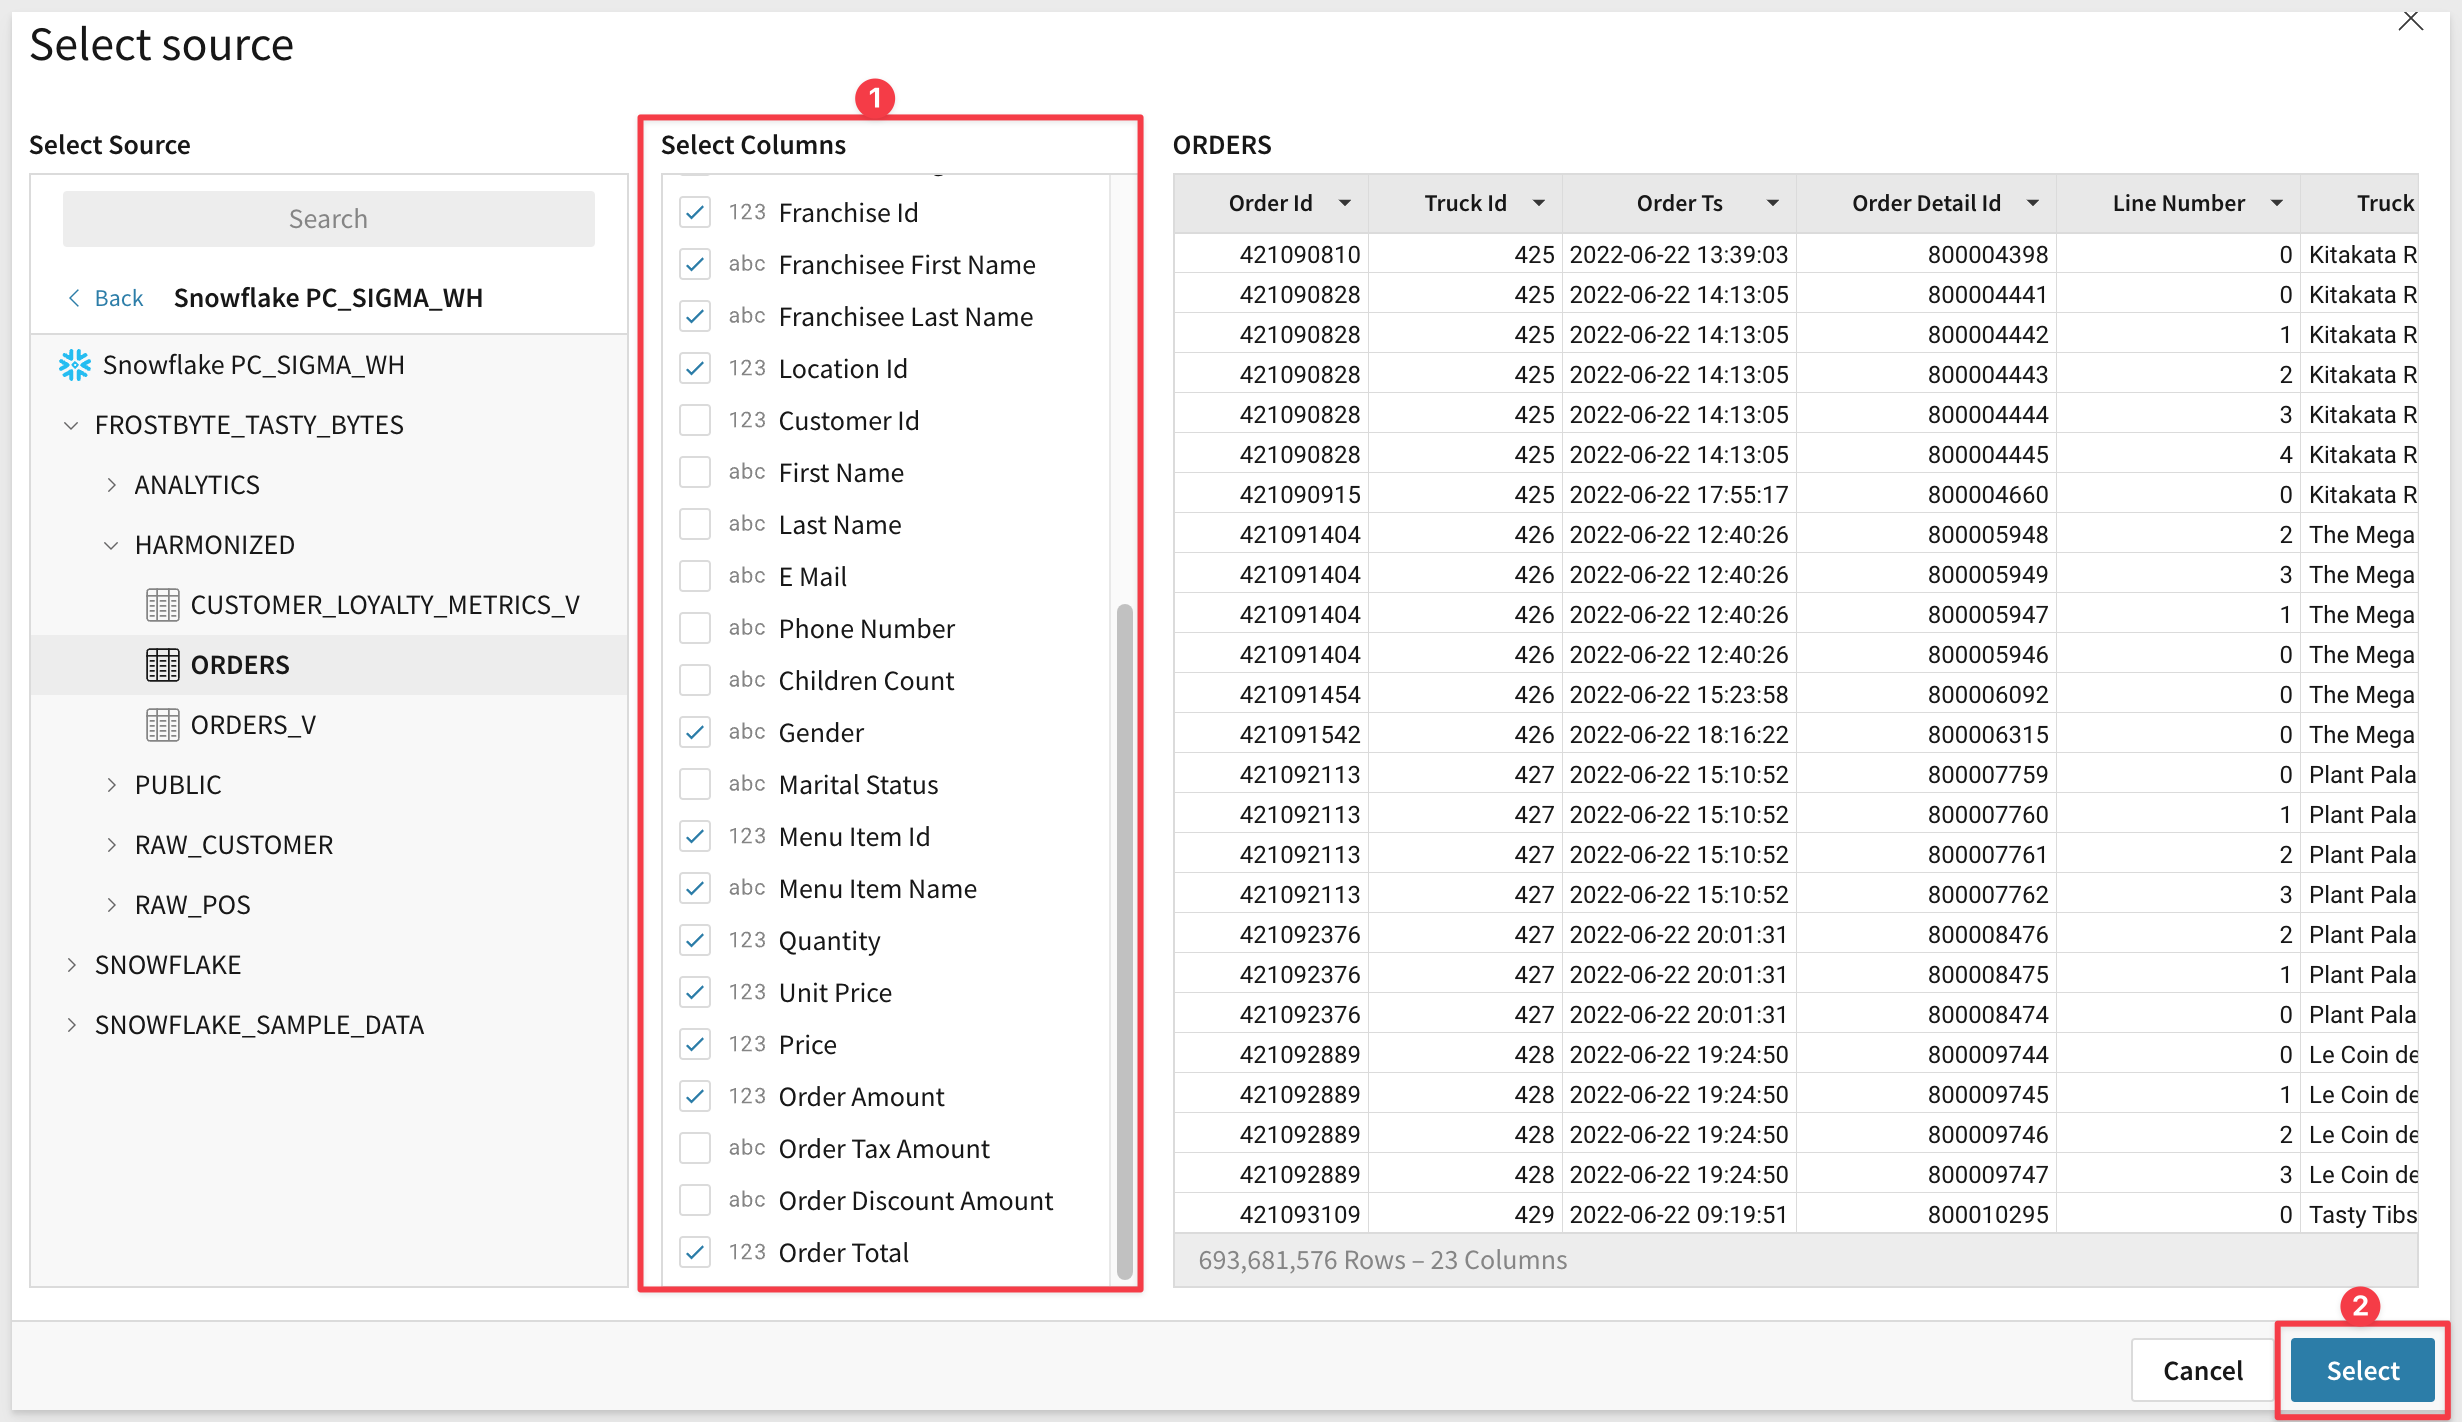 Select source
Select Source
Search
Back Snowflake PC_SIGMA_WH
Snowflake PC_SIGMA_WH
FROSTBYTE_TASTY_BYTES
ANALYTICS
HARMONIZED
CUSTOMER_LOYALTY_METRICS_V
ORDERS
ORDERS_V
PUBLIC
RAW_CUSTOMER
RAW_POS
SNOWFLAKE
SNOWFLAKE_SAMPLE_DATA
1
Select Columns
123 Franchise Id
abc Franchisee First Name
abc Franchisee Last Name
123 Location Id
123 Customer Id
abc First Name
abc Last Name
abc E Mail
abc Phone Number
abc Children Count
abc Gender
abc Marital Status
123 Menu Item Id
abc Menu Item Name
123 Quantity
123 Unit Price
123 Price
123 Order Amount
abc Order Tax Amount
abc Order Discount Amount
123 Order Total
ORDERS
Order Id Truck Id Order Ts Order Detail Id Line Number Truck
421090810 425 2022-06-22 13:39:03 800004398 0 Kitakata R
421090828 425 2022-06-22 14:13:05 800004441 0 Kitakata R
421090828 425 2022-06-22 14:13:05 800004442 1 Kitakata R
421090828 425 2022-06-22 14:13:05 800004443 2 Kitakata R
421090828 425 2022-06-22 14:13:05 800004444 3 Kitakata R
421090828 425 2022-06-22 14:13:05 800004445 4 Kitakata R
421090915 425 2022-06-22 17:55:17 800004660 0 Kitakata R
421091404 426 2022-06-22 12:40:26 800005948 2 The Mega
421091404 426 2022-06-22 12:40:26 800005949 3 The Mega
421091404 426 2022-06-22 12:40:26 800005947 1 The Mega
421091404 426 2022-06-22 12:40:26 800005946 0 The Mega
421091454 426 2022-06-22 15:23:58 800006092 0 The Mega
421091542 426 2022-06-22 18:16:22 800006315 0 The Mega
421092113 427 2022-06-22 15:10:52 800007759 0 Plant Pala
421092113 427 2022-06-22 15:10:52 800007760 1 Plant Pala
421092113 427 2022-06-22 15:10:52 800007761 2 Plant Pala
421092113 427 2022-06-22 15:10:52 800007762 3 Plant Pala
421092376 427 2022-06-22 20:01:31 800008476 2 Plant Pala
421092376 427 2022-06-22 20:01:31 800008475 1 Plant Pala
421092376 427 2022-06-22 20:01:31 800008474 0 Plant Pala
421092889 428 2022-06-22 19:24:50 800009744 0 Le Coin de
421092889 428 2022-06-22 19:24:50 800009745 1 Le Coin de
421092889 428 2022-06-22 19:24:50 800009746 2 Le Coin de
421092889 428 2022-06-22 19:24:50 800009747 3 Le Coin de
421093109 429 2022-06-22 09:19:51 800010295 0 Tasty Tibs
693,681,576 Rows – 23 Columns
2
Cancel
Select